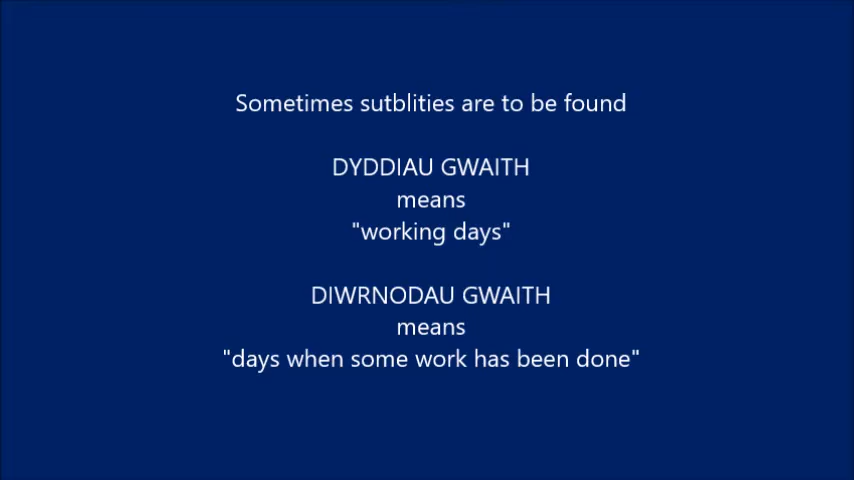 Sometimes sutblities are to be found
DYDDIAU GWAITH
means
"working days"
DIWRNODAU GWAITH
means
"days when some work has been done"